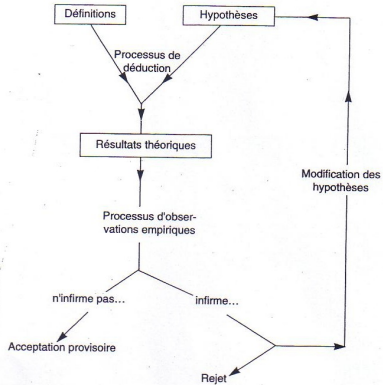 Définitions
Hypothèses
Processus de
déduction
Résultats théoriques
Modification des
hypothèses
Processus d'obser-
vations empiriques
n'infirme pas...
infirme...
Acceptation provisoire
Rejet